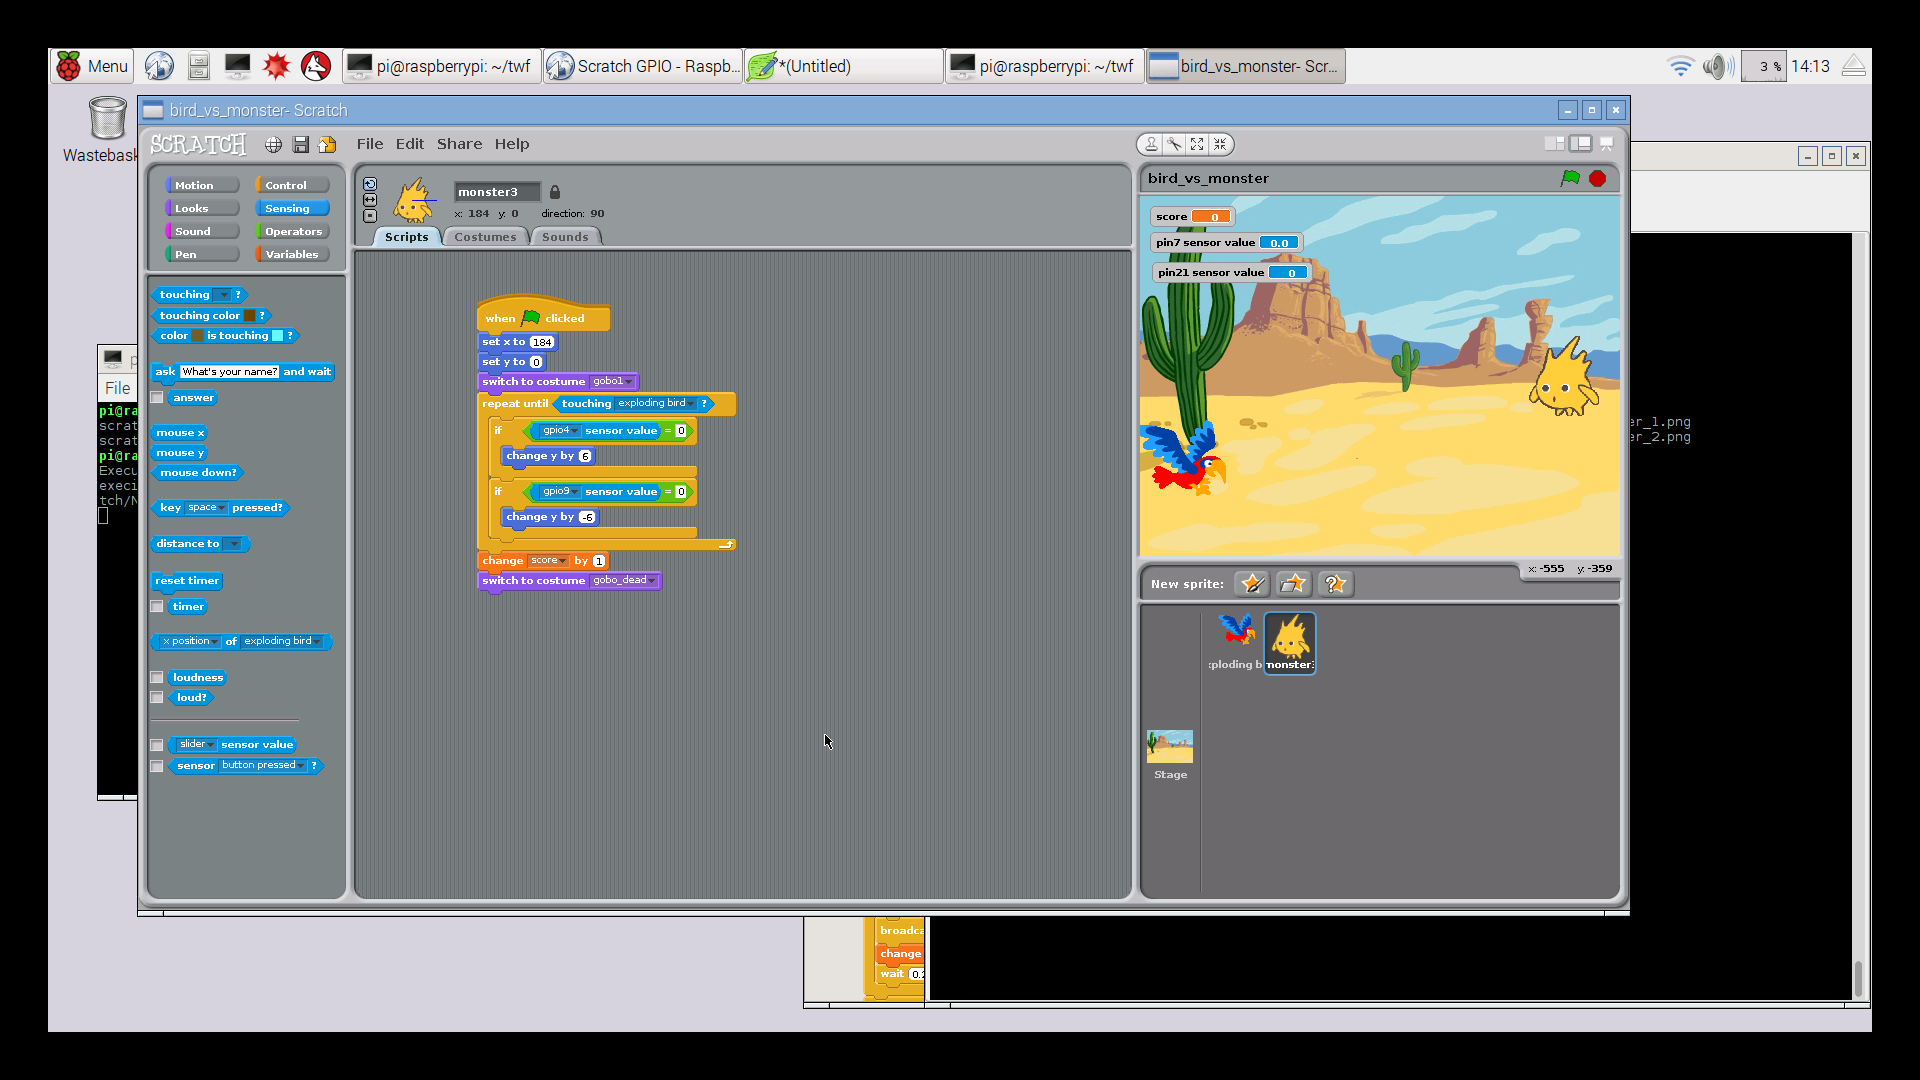 Menu
pi@raspberrypi: ~/twf
Scratch GPIO - Raspb...
*(Untitled)
pi@raspberrypi: ~/twf
bird_vs_monster- Scr...
3 %
14:13
Wastebask
bird_vs_monster- Scratch
SCRATCH
File Edit Share Help
Motion Control
Looks Sensing
Sound Operators
Pen Variables
touching ?
touching color ?
color is touching ?
ask What's your name? and wait
answer
mouse x
mouse y
mouse down?
key space pressed?
distance to
reset timer
timer
x position of exploding bird
loudness
loud?
slider sensor value
sensor button pressed ?
monster3
x: 184 y: 0 direction: 90
Scripts Costumes Sounds
when clicked
set x to 184
set y to 0
switch to costume gobo1
repeat until touching exploding bird ?
if gpio4 sensor value = 0
change y by 6
if gpio9 sensor value = 0
change y by -6
change score by 1
switch to costume gobo_dead
bird_vs_monster
score 0
pin7 sensor value 0.0
pin21 sensor value 0
x: -555 y: -359
New sprite:
:ploding b
monster:
Stage
File
pi@ra
scrat
scrat
pi@ra
Execu
execi
tch/N
er_1.png
er_2.png
broadca
change
wait 0.